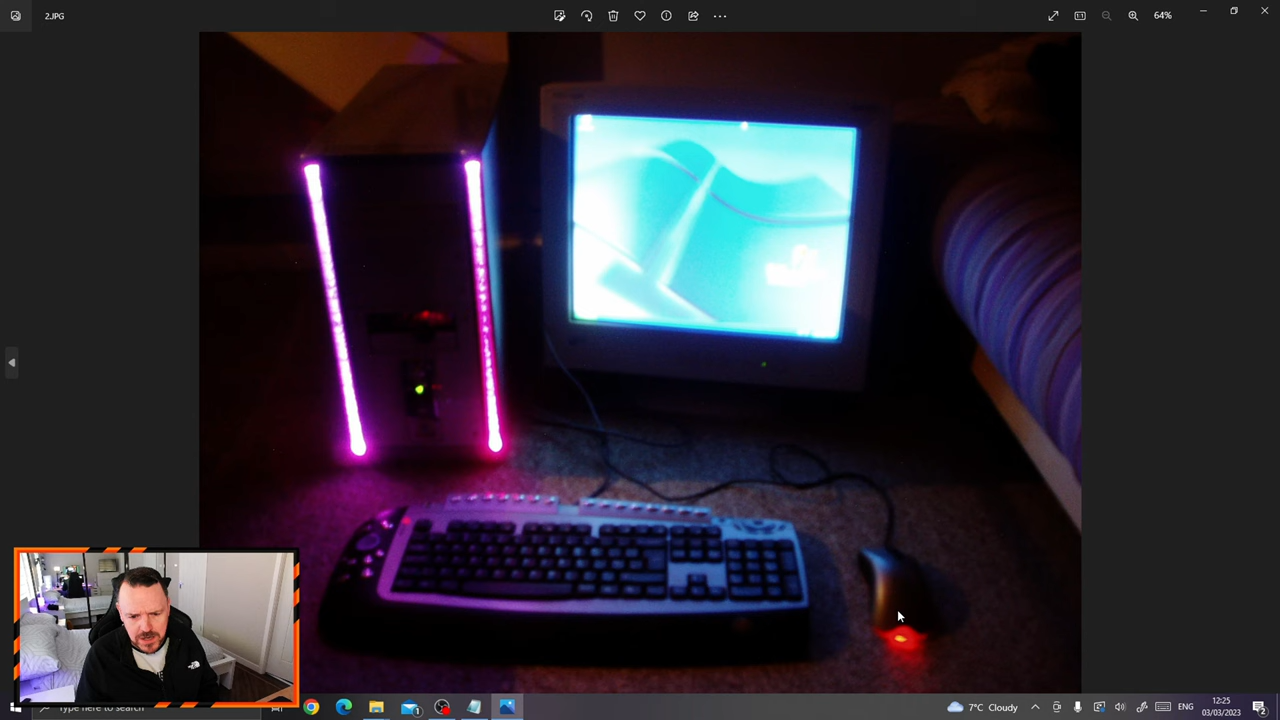 2.JPG
64%
Type here to search
7°C Cloudy
ENG
12:25
03/03/2023